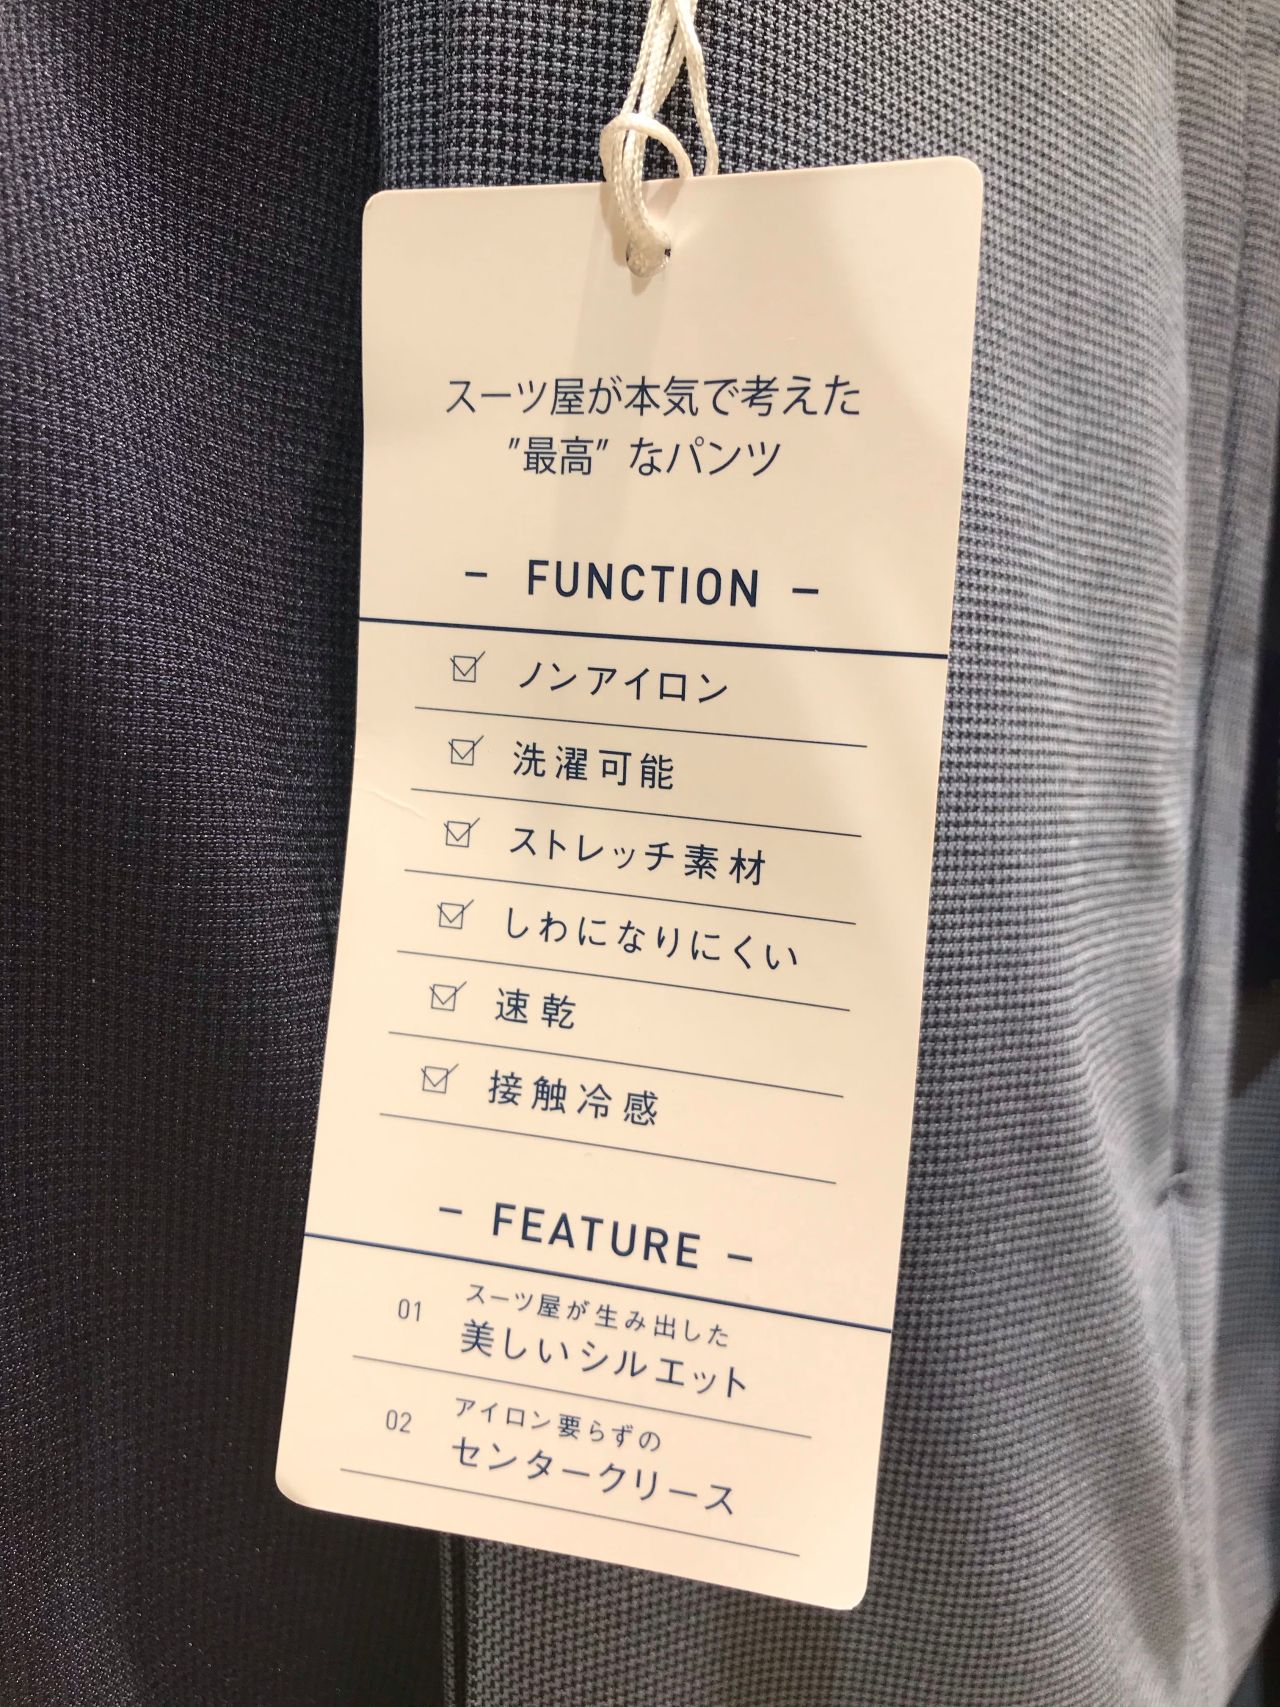 スーツ屋が本気で考えた
"最高" なパンツ
– FUNCTION –
ノンアイロン
洗濯可能
ストレッチ素材
しわになりにくい
速乾
接触冷感
– FEATURE –
01 スーツ屋が生み出した
美しいシルエット
02 アイロン要らずの
センタークリース